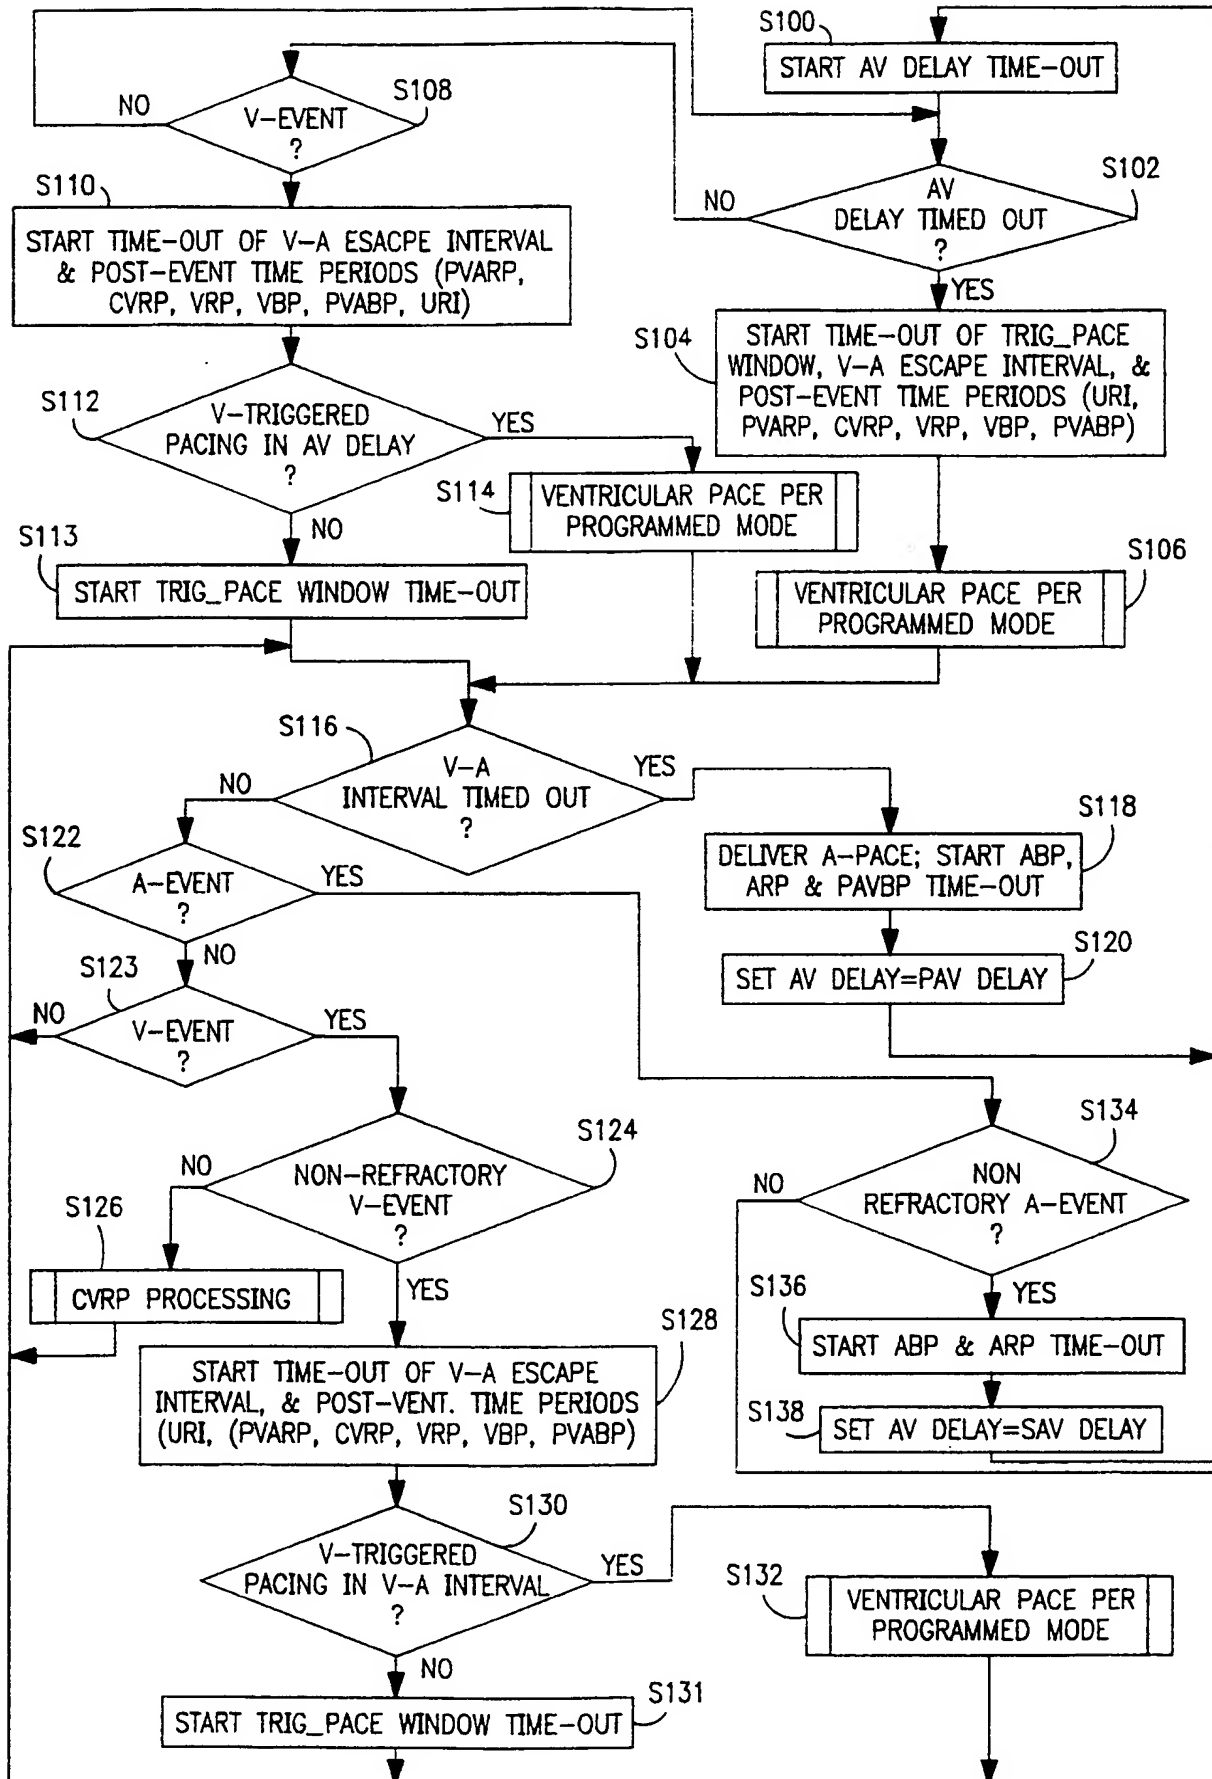 S100
START AV DELAY TIME-OUT
NO
S108
V-EVENT
?
S110
START TIME-OUT OF V-A ESACPE INTERVAL
& POST-EVENT TIME PERIODS (PVARP,
CVRP, VRP, VBP, PVABP, URI)
S102
NO
AV
DELAY TIMED OUT
?
YES
S104
START TIME-OUT OF TRIG_PACE
WINDOW, V-A ESCAPE INTERVAL, &
POST-EVENT TIME PERIODS (URI,
PVARP, CVRP, VRP, VBP, PVABP)
S112
V-TRIGGERED
PACING IN AV DELAY
?
YES
NO
S114
VENTRICULAR PACE PER
PROGRAMMED MODE
S113
START TRIG_PACE WINDOW TIME-OUT
S106
VENTRICULAR PACE PER
PROGRAMMED MODE
S116
V-A
INTERVAL TIMED OUT
?
NO
YES
S118
DELIVER A-PACE; START ABP,
ARP & PAVBP TIME-OUT
S120
SET AV DELAY=PAV DELAY
S122
A-EVENT
?
YES
NO
S123
NO
V-EVENT
?
YES
S124
NO
NON-REFRACTORY
V-EVENT
?
YES
S126
CVRP PROCESSING
S134
NO
NON
REFRACTORY A-EVENT
?
YES
S136
START ABP & ARP TIME-OUT
S138
SET AV DELAY=SAV DELAY
S128
START TIME-OUT OF V-A ESCAPE
INTERVAL, & POST-VENT. TIME PERIODS
(URI, (PVARP, CVRP, VRP, VBP, PVABP)
S130
V-TRIGGERED
PACING IN V-A INTERVAL
?
YES
NO
S132
VENTRICULAR PACE PER
PROGRAMMED MODE
S131
START TRIG_PACE WINDOW TIME-OUT